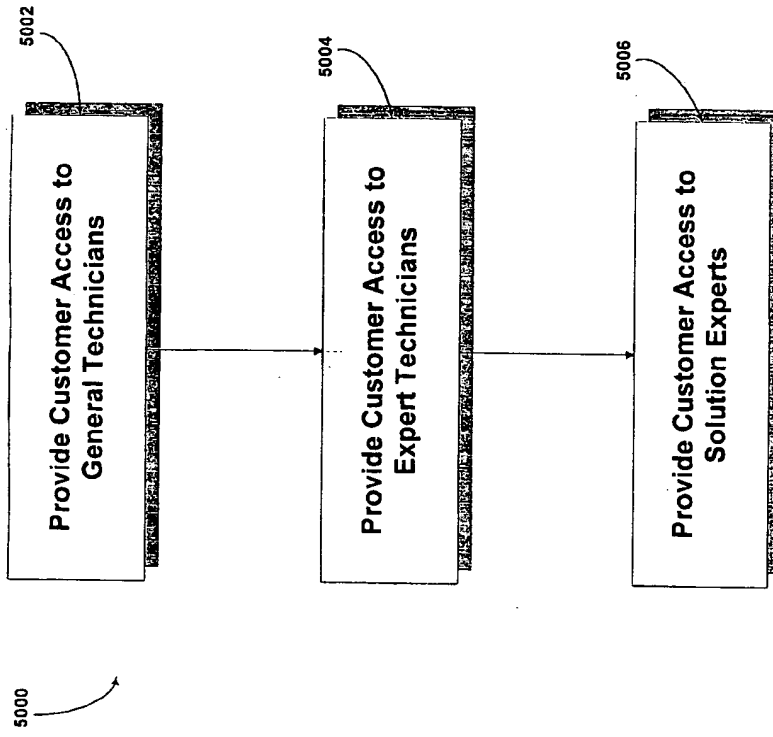 5000
5002
Provide Customer Access to
General Technicians
5004
Provide Customer Access to
Expert Technicians
5006
Provide Customer Access to
Solution Experts